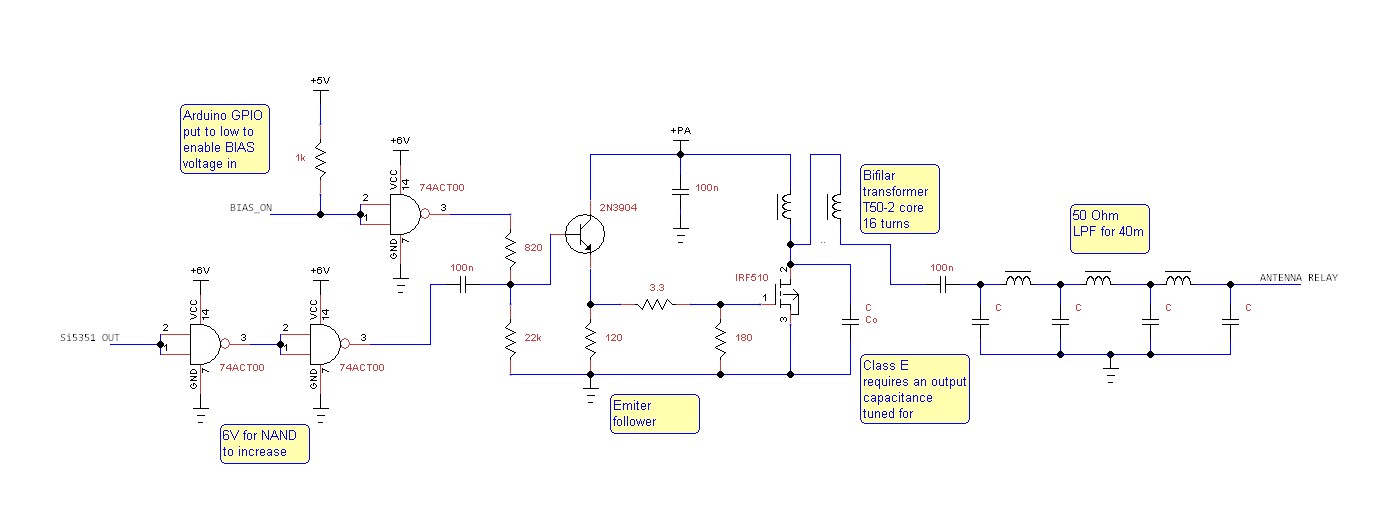 +5V
Arduino GPIO
put to low to
enable BIAS
voltage in
1k
+6V
VCC
14
74ACT00
BIAS_ON
2
1
3
GND
7
+PA
100n
2N3904
820
Bifilar
transformer
T50-2 core
16 turns
50 Ohm
LPF for 40m
+6V
+6V
100n
3.3
IRF510
2
1
3
100n
ANTENNA RELAY
Si5351 OUT
VCC
14
2
1
3
GND
7
74ACT00
VCC
14
2
1
3
GND
7
74ACT00
22k
120
180
C
Co
C
C
C
C
Class E
requires an output
capacitance
tuned for
Emiter
follower
6V for NAND
to increase